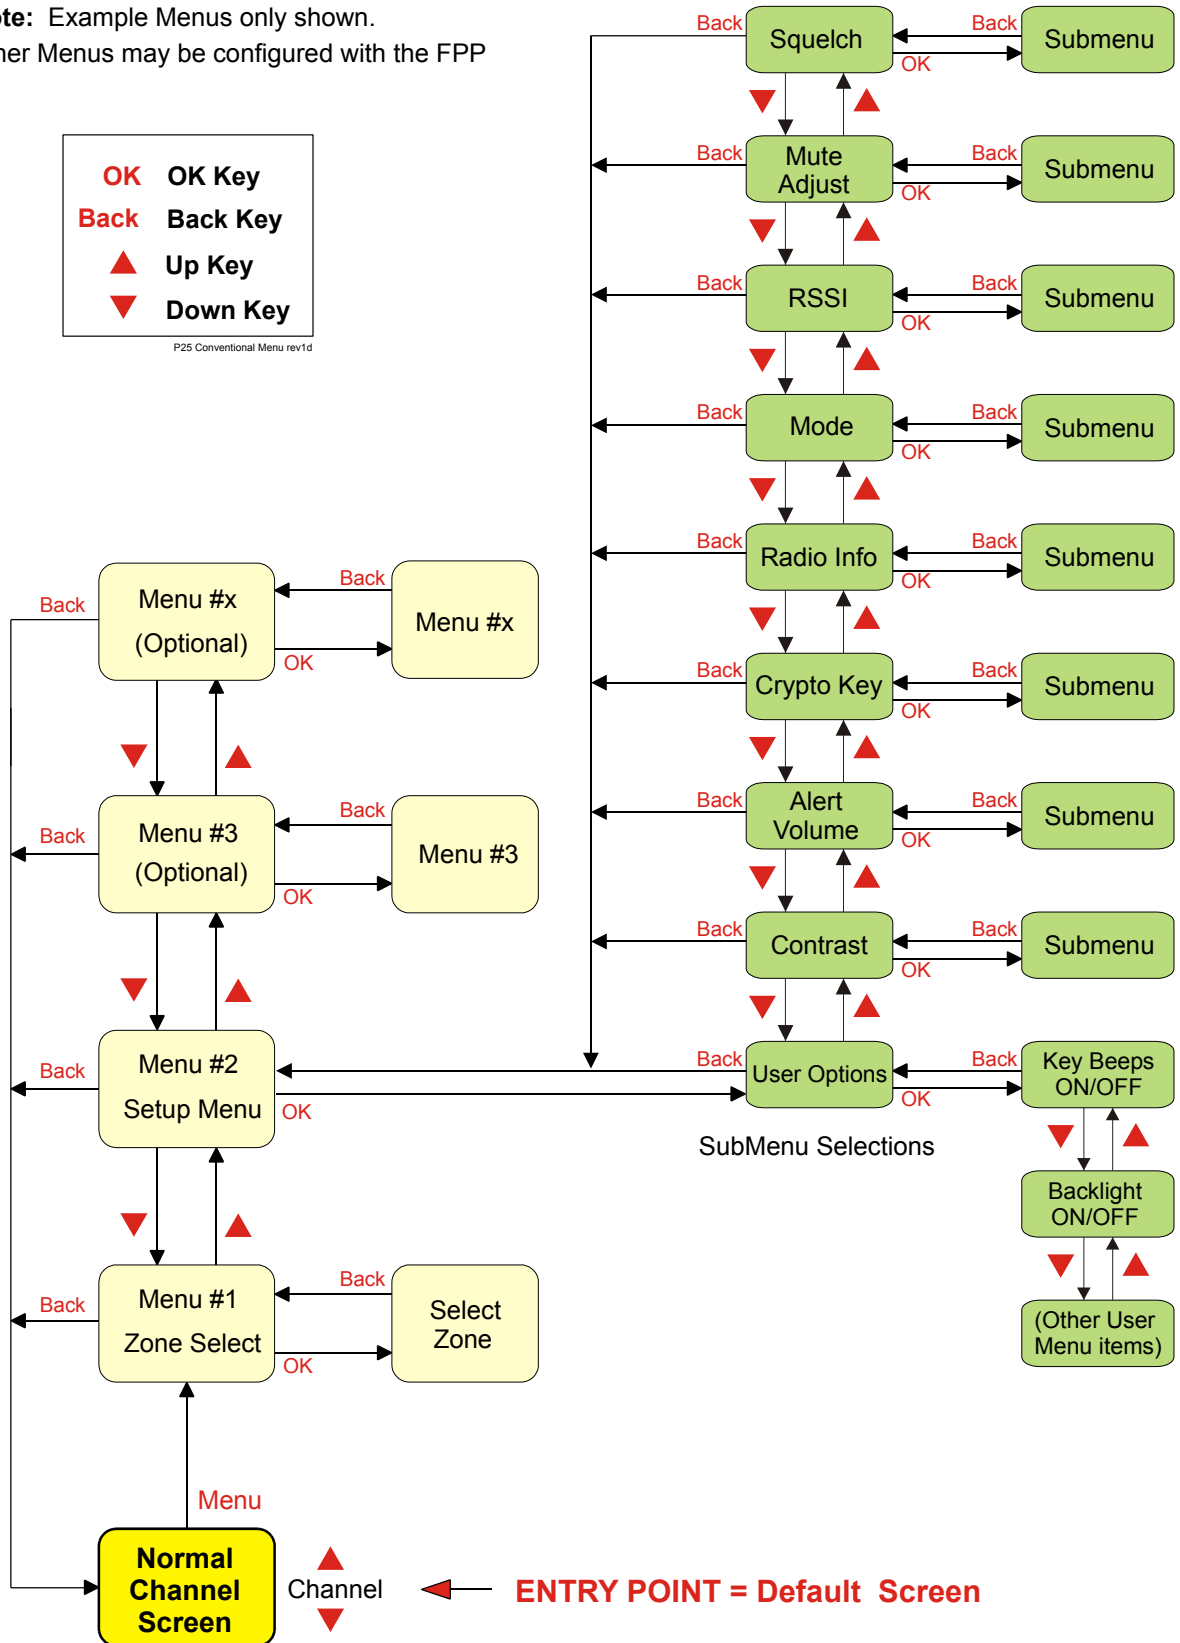 ote: Example Menus only shown.
her Menus may be configured with the FPP
OK OK Key
Back Back Key
Up Key
Down Key
P25 Conventional Menu rev1d
Back
Squelch
Back
OK
Submenu
Back
Mute
Adjust
Back
OK
Submenu
Back
RSSI
Back
OK
Submenu
Back
Mode
Back
OK
Submenu
Back
Radio Info
Back
OK
Submenu
Back
Crypto Key
Back
OK
Submenu
Back
Alert
Volume
Back
OK
Submenu
Back
Contrast
Back
OK
Submenu
Back
User Options
Back
OK
Key Beeps
ON/OFF
SubMenu Selections
Backlight
ON/OFF
(Other User
Menu items)
Back
Menu #x
(Optional)
Back
OK
Menu #x
Back
Menu #3
(Optional)
Back
OK
Menu #3
Back
Menu #2
Setup Menu
OK
Back
Menu #1
Zone Select
Back
OK
Select
Zone
Menu
Normal
Channel
Screen
Channel
ENTRY POINT = Default Screen